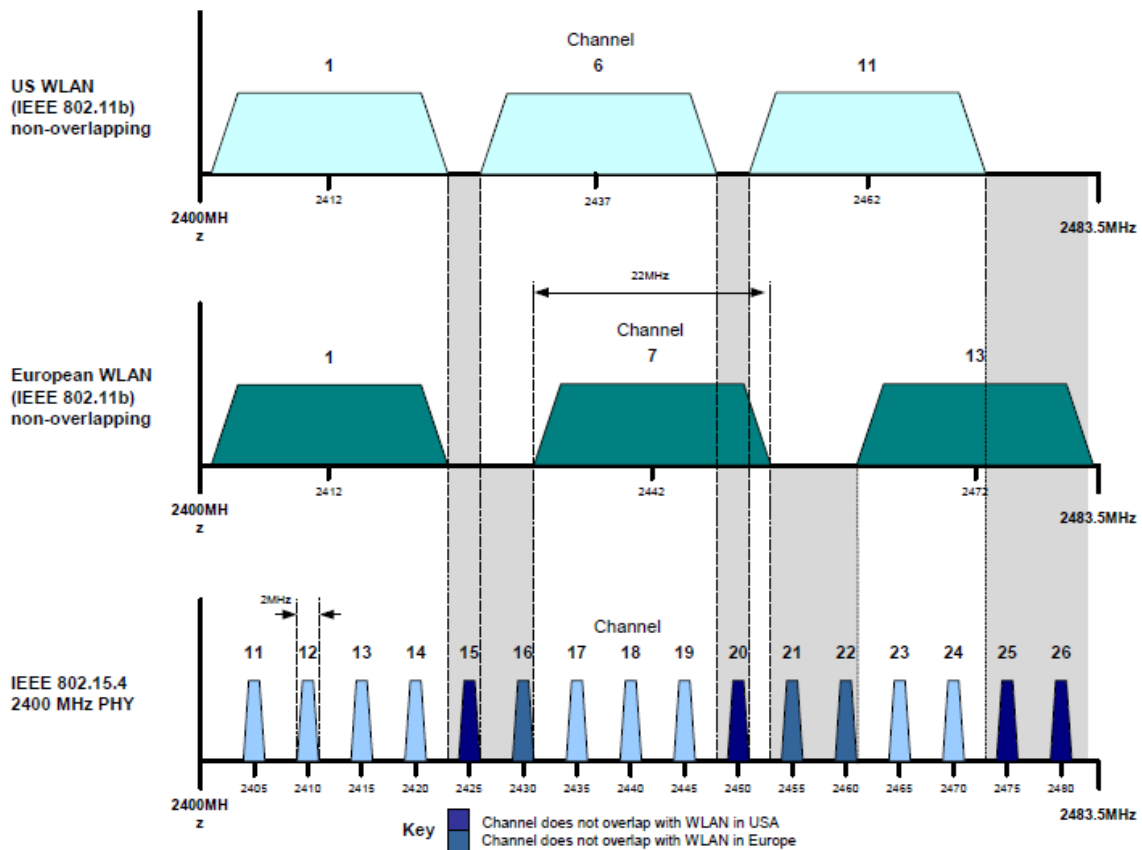 Channel
1 6 11
US WLAN
(IEEE 802.11b)
non-overlapping
2412 2437 2462
2400MH
z
2483.5MHz
22MHz
Channel
1 7 13
European WLAN
(IEEE 802.11b)
non-overlapping
2412 2442 2472
2400MH
z
2483.5MHz
2MHz
Channel
11 12 13 14 15 16 17 18 19 20 21 22 23 24 25 26
IEEE 802.15.4
2400 MHz PHY
2405 2410 2415 2420 2425 2430 2435 2440 2445 2450 2455 2460 2465 2470 2475 2480
2400MH
z
2483.5MHz
Key
Channel does not overlap with WLAN in USA
Channel does not overlap with WLAN in Europe